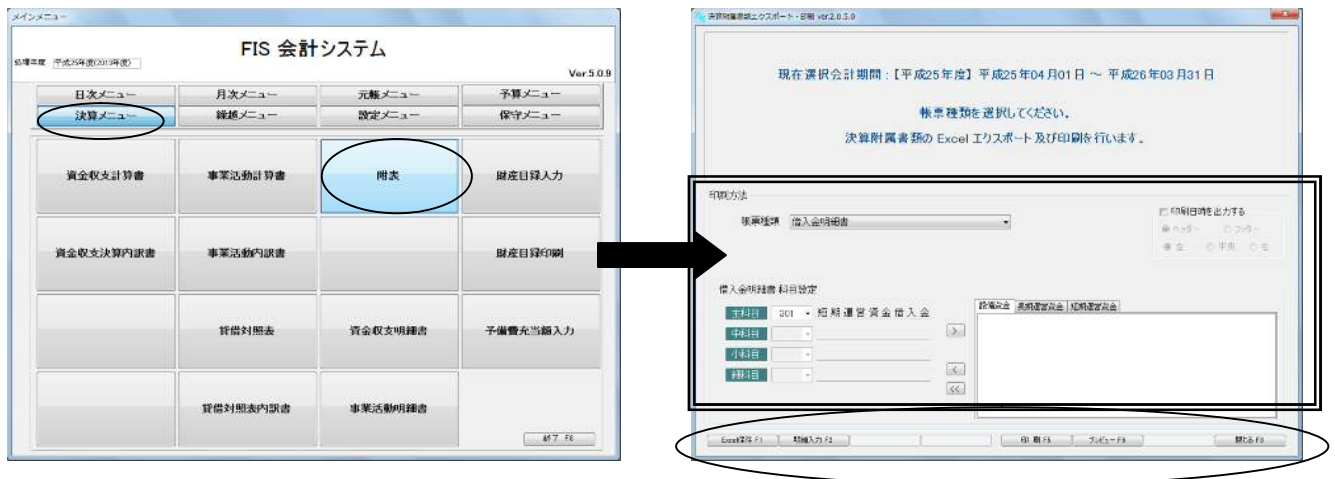 メインメニュー
FIS 会計システム
処理年度 平成25年度(2013年度)
Ver.5.0.9
日次メニュー 月次メニュー 元帳メニュー 予算メニュー
決算メニュー 繰越メニュー 設定メニュー 保守メニュー
資金収支計算書 事業活動計算書 附表 財産目録入力
資金収支決算内訳書 事業活動内訳書 財産目録印刷
貸借対照表 資金収支明細書 予備費充当額入力
貸借対照表内訳書 事業活動明細書
終了 F8
決算附属書類エクスポート・印刷 ver.2.0.5.0
現在選択会計期間:【平成25年度】平成25年04月01日 ～ 平成26年03月31日
帳票種類を選択してください。
決算附属書類の Excel エクスポート及び印刷を行います。
印刷方法
帳票種類 借入金明細書
印刷日時を出力する
ヘッダー フッター
左 中央 右
借入金明細書 科目設定
主科目 301 短期運営資金借入金
中科目
小科目
細科目
設備資金 長期運営資金 短期運営資金
>
<
<<
Excel保存 F1 明細入力 F2 印刷 F5 プレビュー F6 閉じる F8